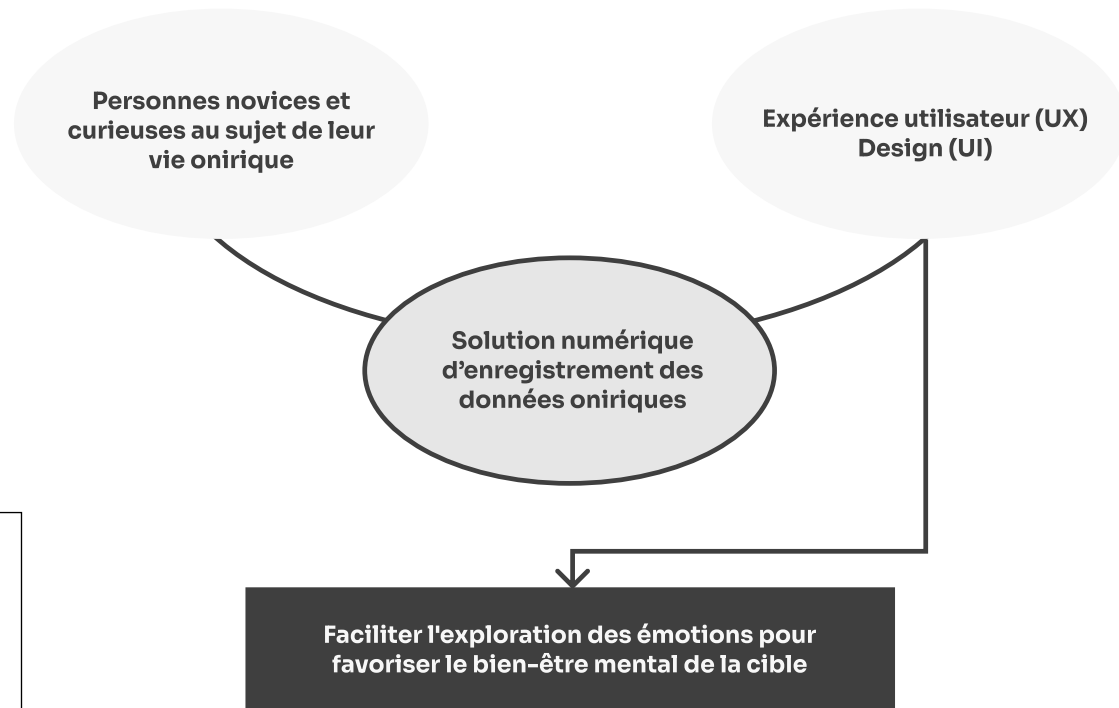 Personnes novices et
curieuses au sujet de leur
vie onirique
Expérience utilisateur (UX)
Design (UI)
Solution numérique
d’enregistrement des
données oniriques
Faciliter l'exploration des émotions pour
favoriser le bien-être mental de la cible